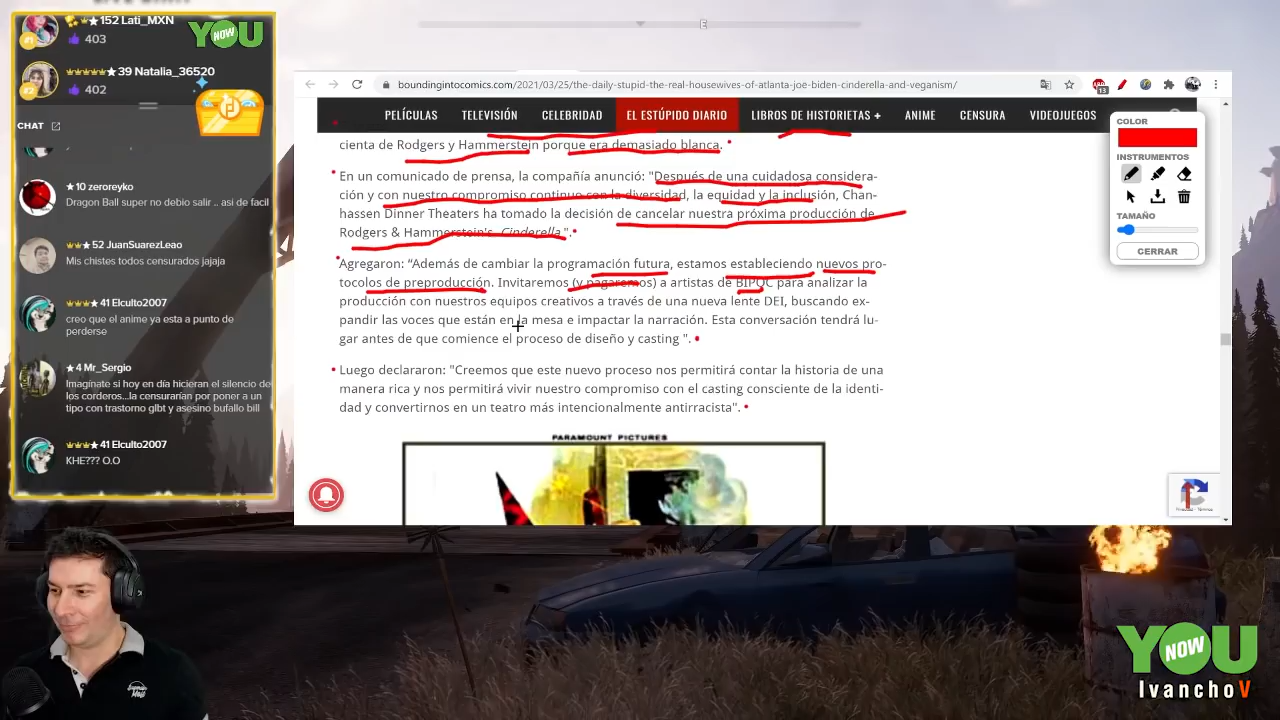 152 Lati_MXN
403
YOU NOW
39 Natalia_36520
402
CHAT
10 zeroreyko
Dragon Ball super no debio salir .. asi de facil
52 JuanSuarezLeao
Mis chistes todos censurados jajaja
41 Elculto2007
creo que el anime ya esta a punto de
perderse
4 Mr_Sergio
Imaginate si hoy en día hicieran el silencio de
los corderos...la censurarían por poner a un
tipo con trastorno glbt y asesino bufallo bill
41 Elculto2007
KHE??? O.O
E
boundingintocomics.com/2021/03/25/the-daily-stupid-the-real-housewives-of-atlanta-joe-biden-cinderella-and-veganism/
13
PELÍCULAS TELEVISIÓN CELEBRIDAD EL ESTÚPIDO DIARIO LIBROS DE HISTORIETAS + ANIME CENSURA VIDEOJUEGOS
cienta de Rodgers y Hammerstein porque era demasiado blanca.
En un comunicado de prensa, la compañía anunció: "Después de una cuidadosa considera-
ción y con nuestro compromiso continuo con la diversidad, la equidad y la inclusión, Chan-
hassen Dinner Theaters ha tomado la decisión de cancelar nuestra próxima producción de
Rodgers & Hammerstein's Cinderella ".
Agregaron: “Además de cambiar la programación futura, estamos estableciendo nuevos pro-
tocolos de preproducción. Invitaremos (y pagaremos) a artistas de BIPOC para analizar la
producción con nuestros equipos creativos a través de una nueva lente DEI, buscando ex-
pandir las voces que están en la mesa e impactar la narración. Esta conversación tendrá lu-
gar antes de que comience el proceso de diseño y casting ".
Luego declararon: "Creemos que este nuevo proceso nos permitirá contar la historia de una
manera rica y nos permitirá vivir nuestro compromiso con el casting consciente de la identi-
dad y convertirnos en un teatro más intencionalmente antirracista".
PARAMOUNT PICTURES
COLOR
INSTRUMENTOS
TAMAÑO
CERRAR
YOU NOW
IvanchoV